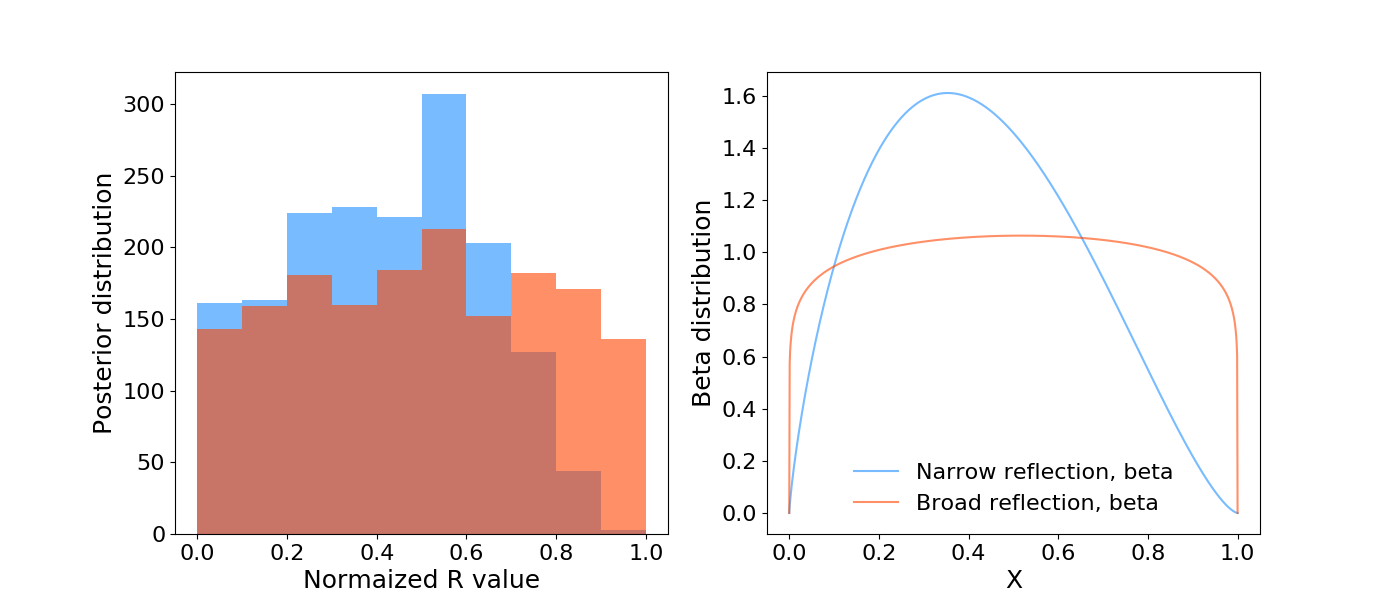 Posterior distribution
300
250
200
150
100
50
0
0.0 0.2 0.4 0.6 0.8 1.0
Normaized R value
Beta distribution
1.6
1.4
1.2
1.0
0.8
0.6
0.4
0.2
0.0
Narrow reflection, beta
Broad reflection, beta
0.0 0.2 0.4 0.6 0.8 1.0
X